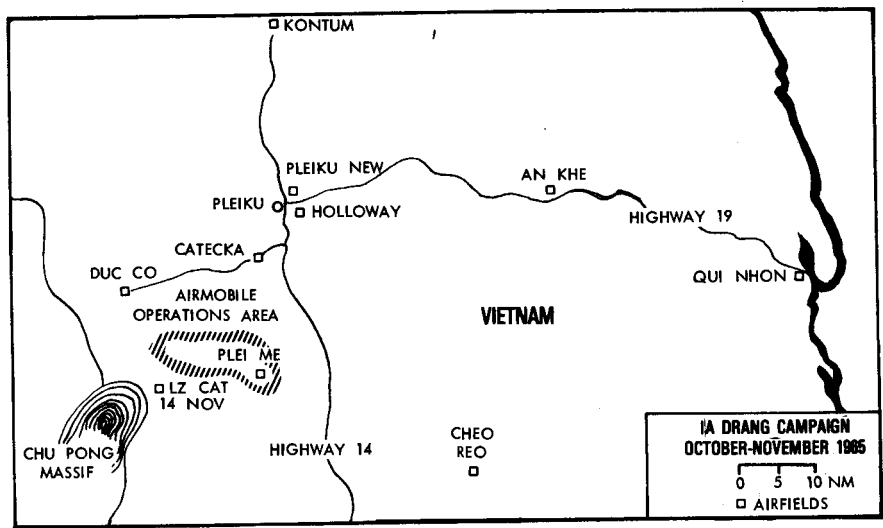 KONTUM
PLEIKU NEW
AN KHE
PLEIKU
HOLLOWAY
HIGHWAY 19
CATECKA
DUC CO
QUI NHON
AIRMOBILE
OPERATIONS AREA
VIETNAM
PLEI ME
LZ CAT
14 NOV
CHU PONG
MASSIF
HIGHWAY 14
CHEO
REO
IA DRANG CAMPAIGN
OCTOBER-NOVEMBER 1965
0 5 10 NM
AIRFIELDS